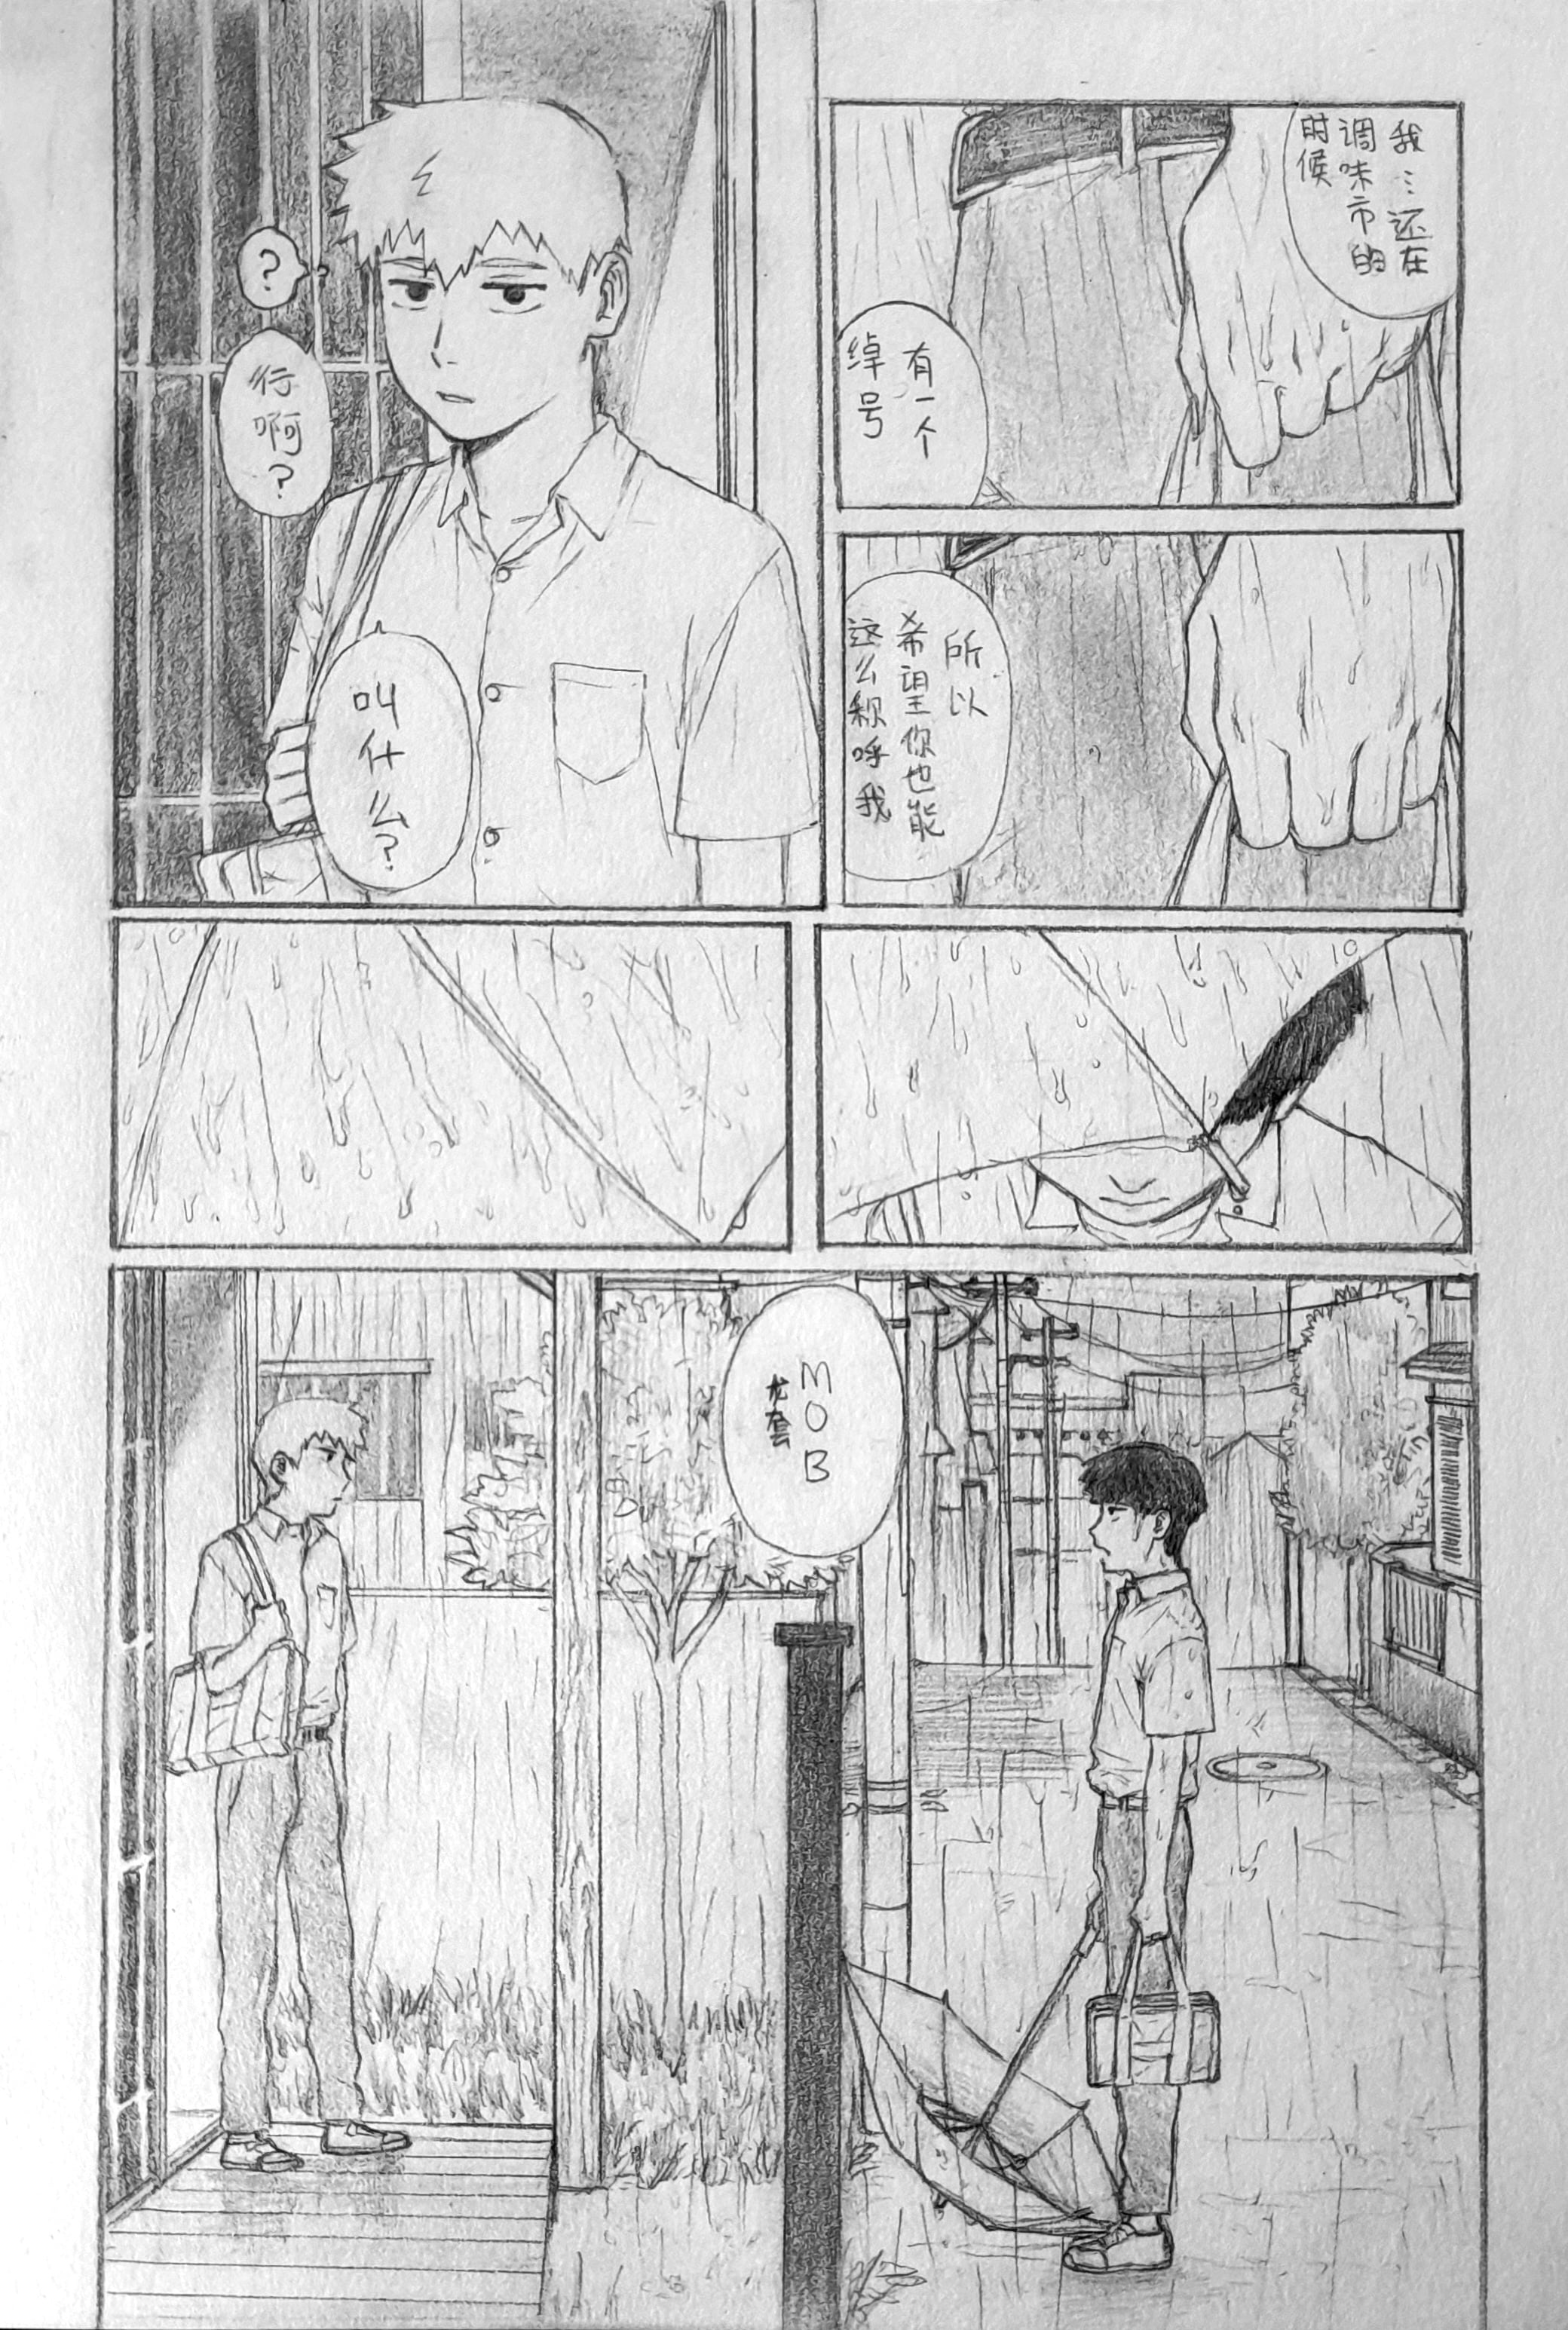 我…还在
调味市的
时候
有一个
绰号
所以
希望你也能
这么称呼我
？
行啊？
叫什么？
MOB
龙套